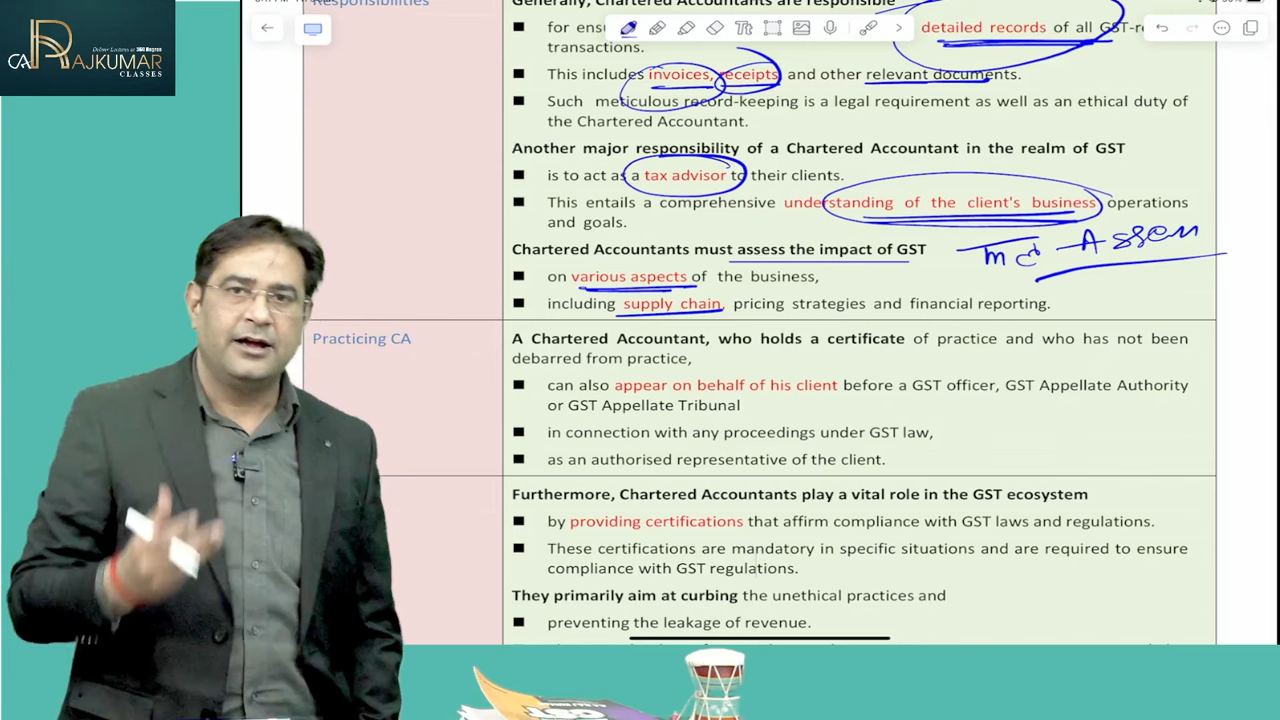 Responsibilities
Generally, Chartered Accountants are responsible
for ens
detailed records of all GST-re
transactions.
This includes invoices, receipts and other relevant documents.
Such meticulous record-keeping is a legal requirement as well as an ethical duty of
the Chartered Accountant.
Another major responsibility of a Chartered Accountant in the realm of GST
is to act as a tax advisor to their clients.
This entails a comprehensive understanding of the client's business operations
and goals.
Chartered Accountants must assess the impact of GST
on various aspects of the business,
including supply chain, pricing strategies and financial reporting.
Practicing CA
A Chartered Accountant, who holds a certificate of practice and who has not been
debarred from practice,
can also appear on behalf of his client before a GST officer, GST Appellate Authority
or GST Appellate Tribunal
in connection with any proceedings under GST law,
as an authorised representative of the client.
Furthermore, Chartered Accountants play a vital role in the GST ecosystem
by providing certifications that affirm compliance with GST laws and regulations.
These certifications are mandatory in specific situations and are required to ensure
compliance with GST regulations.
They primarily aim at curbing the unethical practices and
preventing the leakage of revenue.
Deliver Lectures at 360 Degree
CA RAJKUMAR
CLASSES